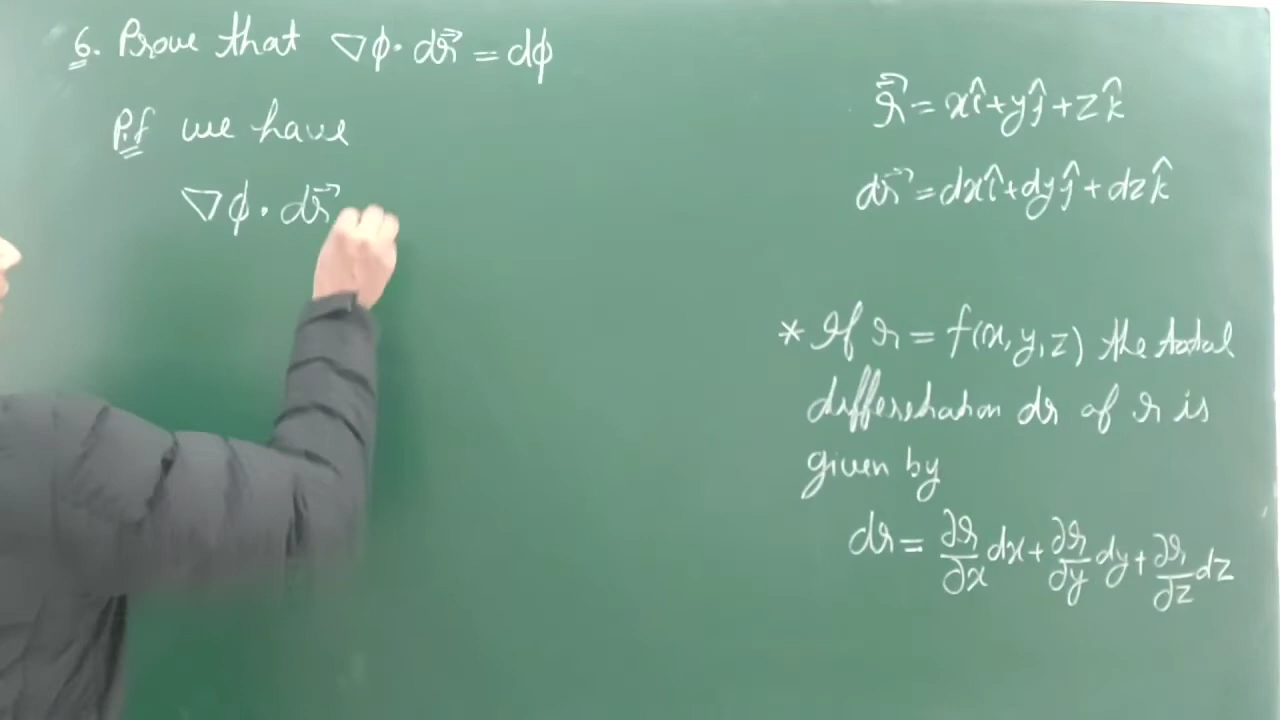 6. Prove that ∇φ · dr⃗ = dφ
P.f we have
∇φ · dr⃗
r⃗ = xî+yĵ+zk̂
dr⃗ = dxî+dyĵ+dzk̂
* If r = f(x,y,z) the total
differentiation dr of r is
given by
dr = ∂r/∂x dx + ∂r/∂y dy + ∂r/∂z dz